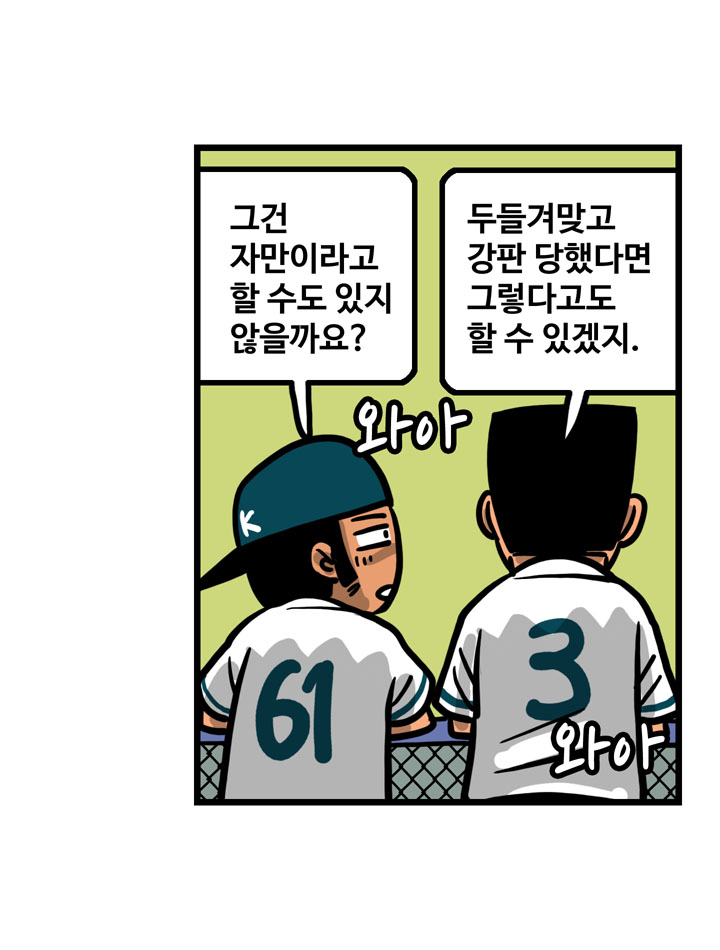 그건
자만이라고
할 수도 있지
않을까요?
두들겨맞고
강판 당했다면
그렇다고도
할 수 있겠지.
와아
K
61
3
와아